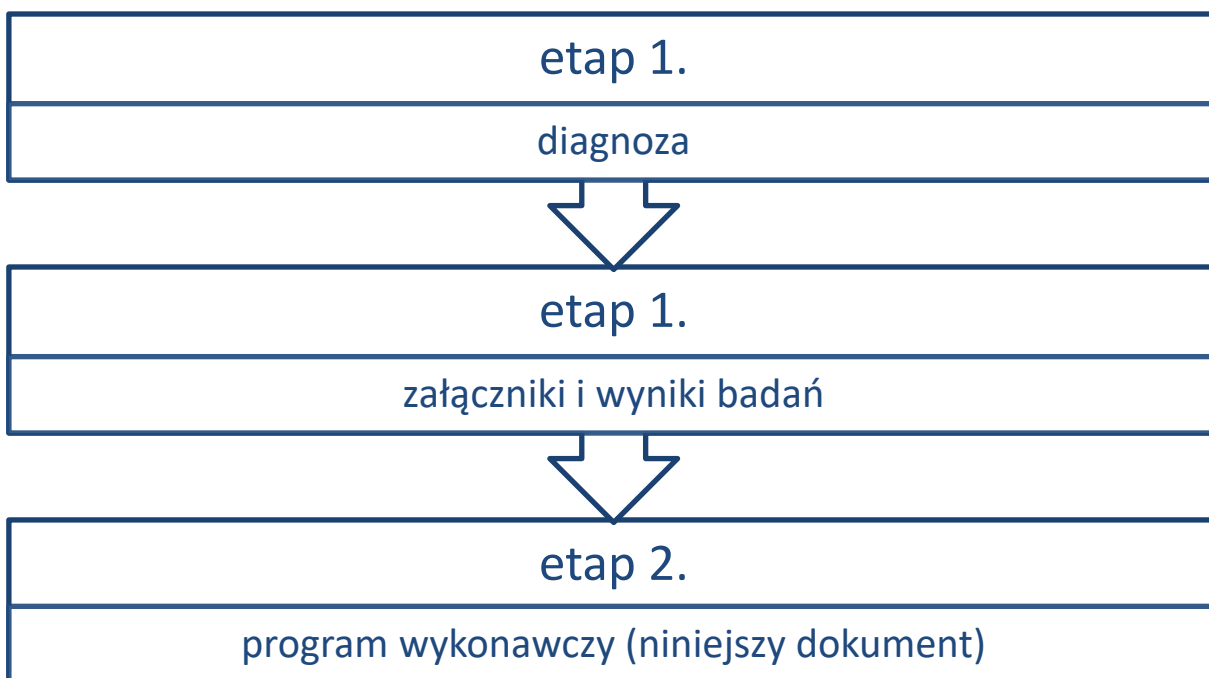 etap 1.
diagnoza
etap 1.
załączniki i wyniki badań
etap 2.
program wykonawczy (niniejszy dokument)